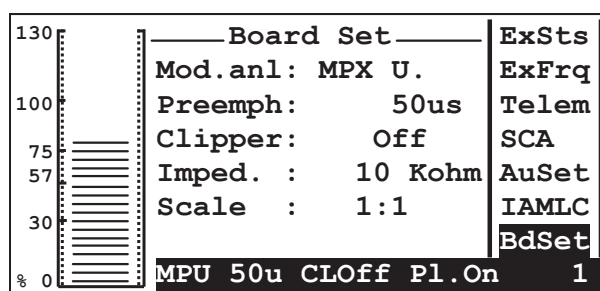 130
100
75
57
30
% 0
Board Set
Mod.anl: MPX U.
Preemph: 50us
Clipper: Off
Imped. : 10 Kohm
Scale : 1:1
MPU 50u CLOff Pl.On 1
ExSts
ExFrq
Telem
SCA
AuSet
IAMLC
BdSet